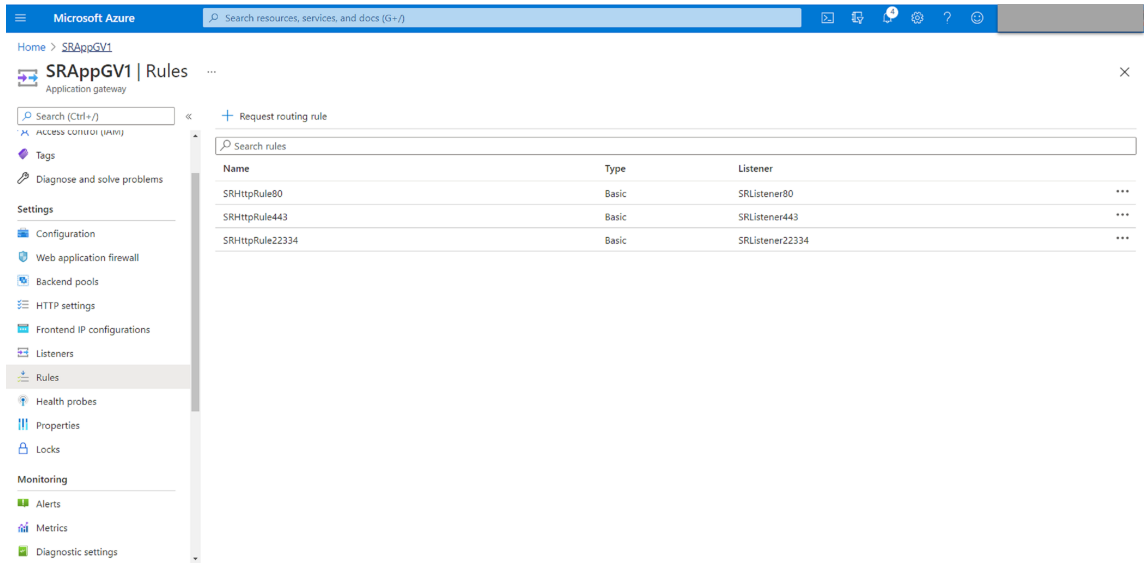 Microsoft Azure
Search resources, services, and docs (G+/)
4
Home > SRAppGV1
SRAppGV1 | Rules ...
Application gateway
Search (Ctrl+/)
«
Access control (IAM)
Tags
Diagnose and solve problems
Settings
Configuration
Web application firewall
Backend pools
HTTP settings
Frontend IP configurations
Listeners
Rules
Health probes
Properties
Locks
Monitoring
Alerts
Metrics
Diagnostic settings
+ Request routing rule
Search rules
Name Type Listener
SRHttpRule80 Basic SRListener80 ...
SRHttpRule443 Basic SRListener443 ...
SRHttpRule22334 Basic SRListener22334 ...